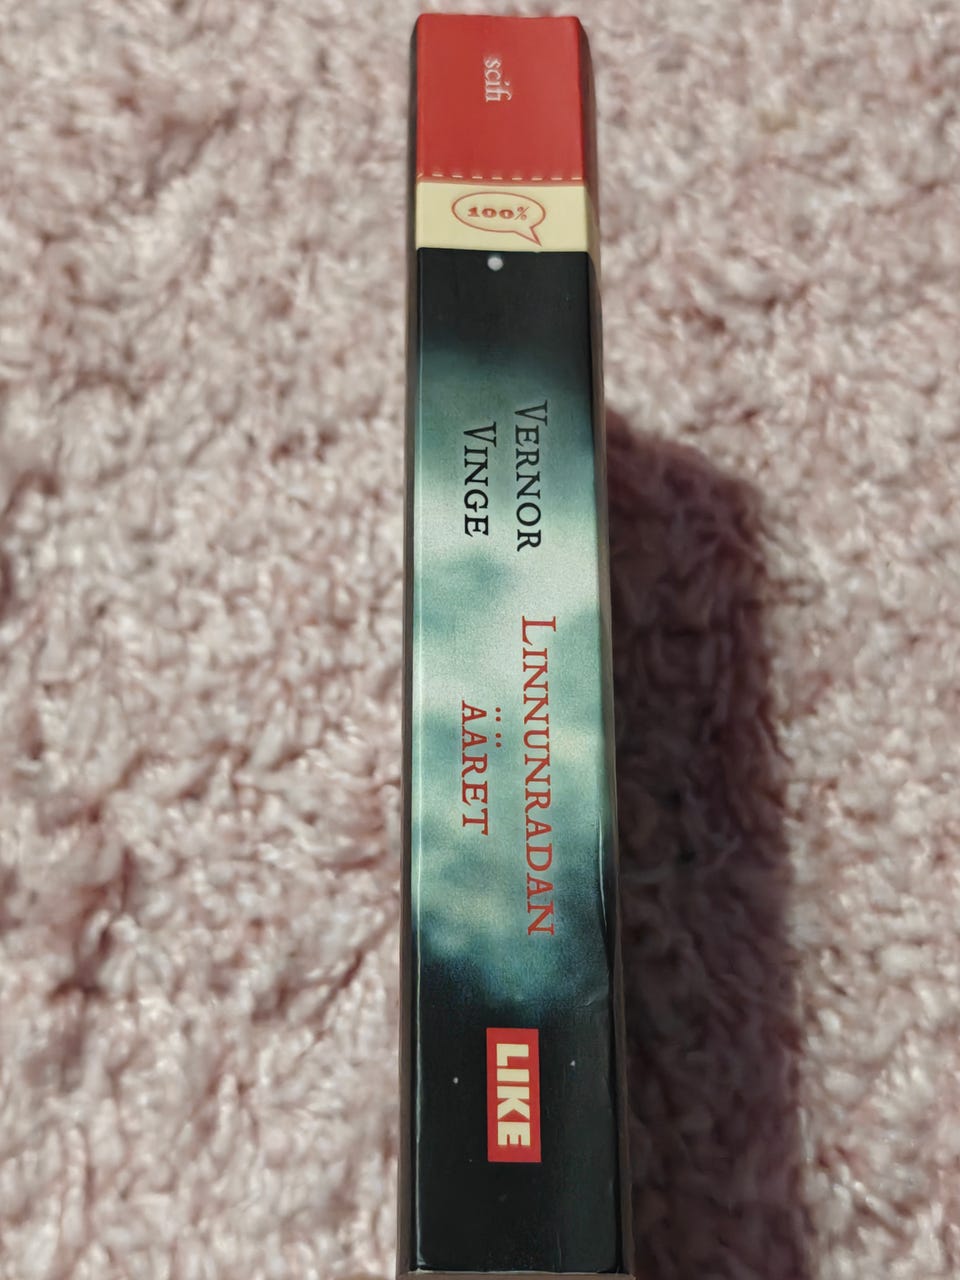 scifi
100%
VERNOR
VINGE
LINNUNRADAN
ÄÄRET
LIKE